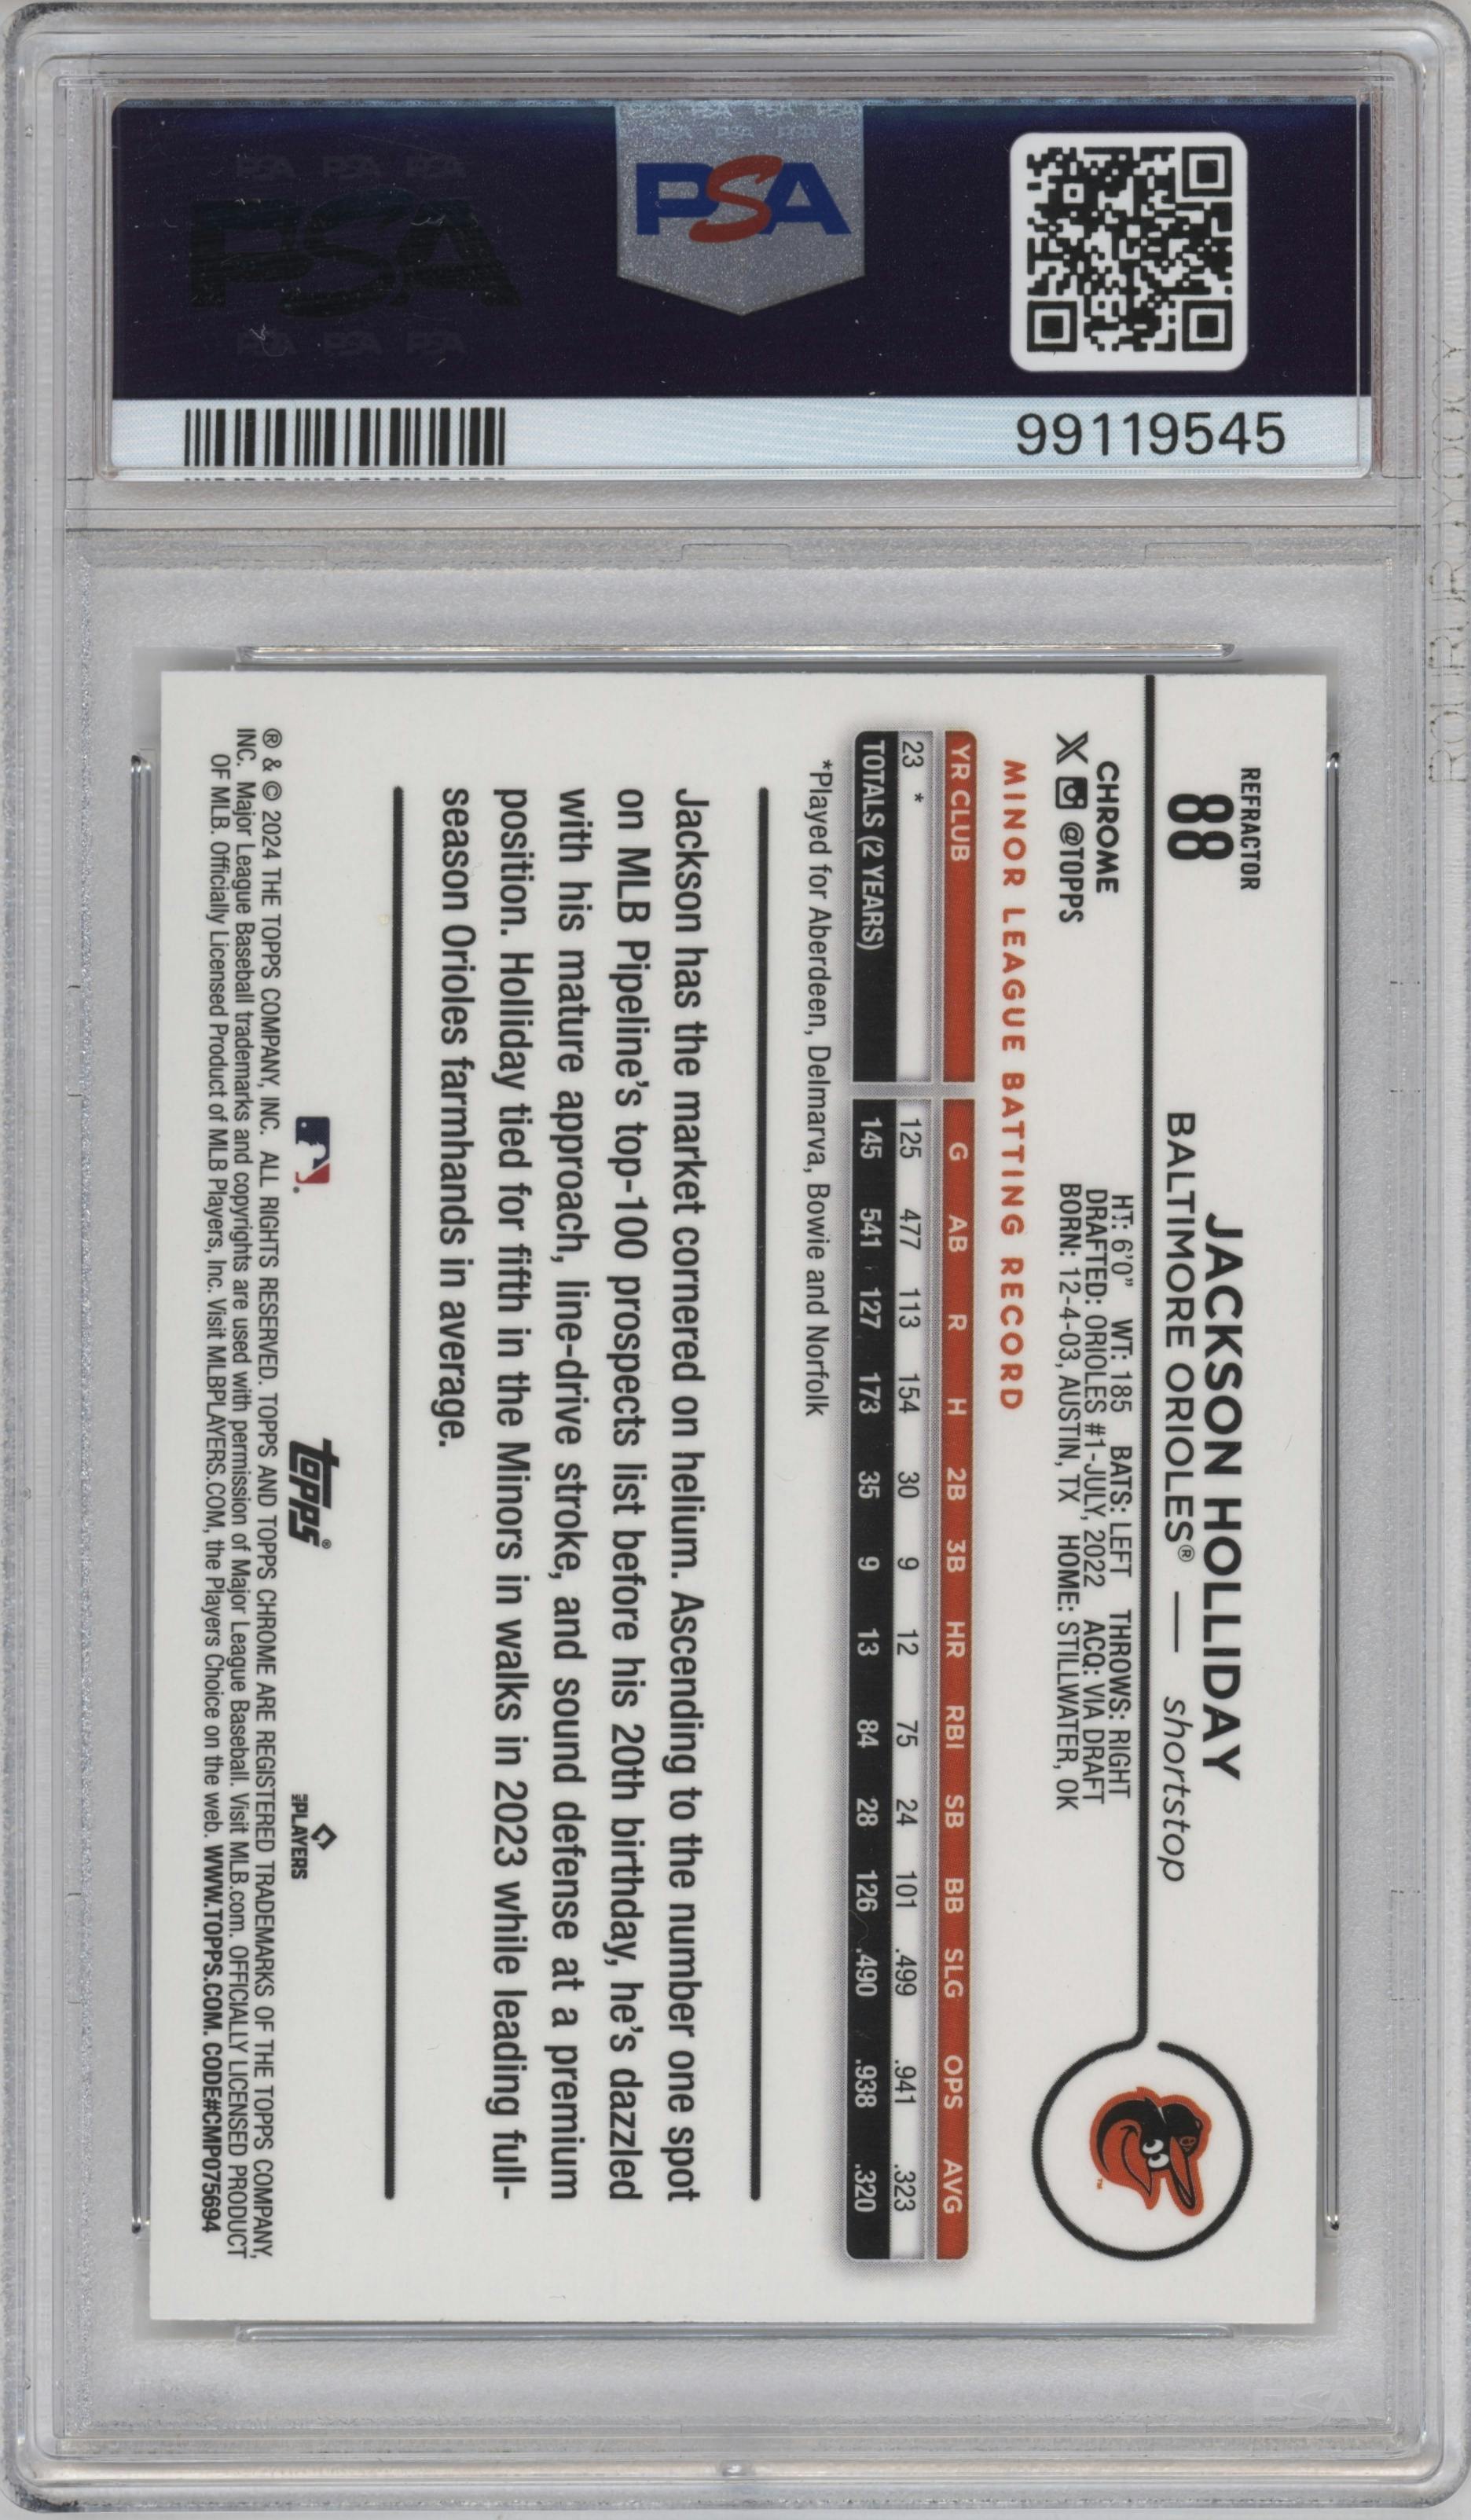 PSA
99119545
REFRACTOR
88
JACKSON HOLLIDAY
BALTIMORE ORIOLES® — shortstop
CHROME
X @TOPPS
HT: 6'0" WT: 185 BATS: LEFT THROWS: RIGHT
DRAFTED: ORIOLES #1-JULY, 2022 ACQ: VIA DRAFT
BORN: 12-4-03, AUSTIN, TX HOME: STILLWATER, OK
MINOR LEAGUE BATTING RECORD
YR CLUB G AB R H 2B 3B HR RBI SB BB SLG OPS AVG
23 * 125 477 113 154 30 9 12 75 24 101 .499 .941 .323
TOTALS (2 YEARS) 145 541 127 173 35 9 13 84 28 126 .490 .938 .320
*Played for Aberdeen, Delmarva, Bowie and Norfolk
Jackson has the market cornered on helium. Ascending to the number one spot
on MLB Pipeline's top-100 prospects list before his 20th birthday, he's dazzled
with his mature approach, line-drive stroke, and sound defense at a premium
position. Holliday tied for fifth in the Minors in walks in 2023 while leading full-
season Orioles farmhands in average.
topps®
PLAYERS
® & © 2024 THE TOPPS COMPANY, INC. ALL RIGHTS RESERVED. TOPPS AND TOPPS CHROME ARE REGISTERED TRADEMARKS OF THE TOPPS COMPANY,
INC. Major League Baseball trademarks and copyrights are used with permission of Major League Baseball. Visit MLB.com. OFFICIALLY LICENSED PRODUCT
OF MLB. Officially Licensed Product of MLB Players, Inc. Visit MLBPLAYERS.COM, the Players Choice on the web. WWW.TOPPS.COM. CODE#CMP075694